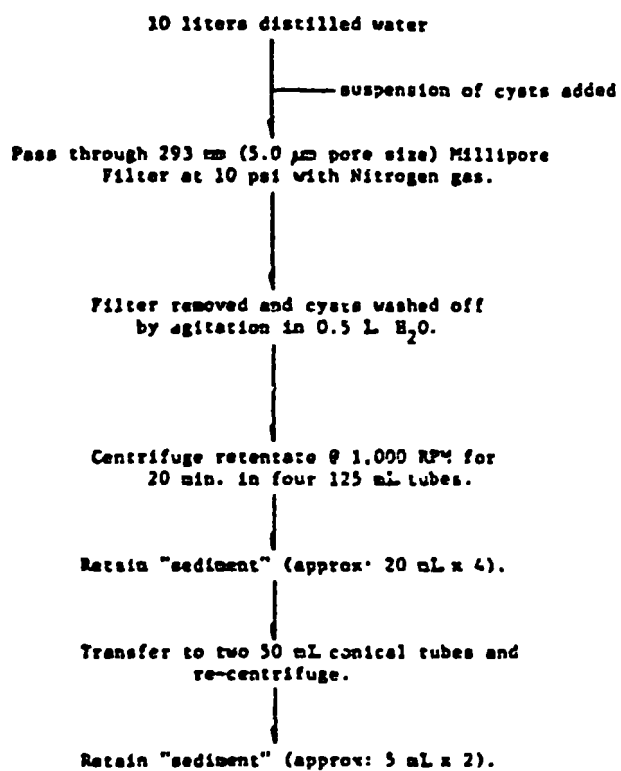 10 liters distilled water
suspension of cysts added
Pass through 293 mm (5.0 μm pore size) Millipore
Filter at 10 psi with Nitrogen gas.
Filter removed and cysts washed off
by agitation in 0.5 L H₂O.
Centrifuge retentate @ 1,000 RPM for
20 min. in four 125 mL tubes.
Retain "sediment" (approx. 20 mL x 4).
Transfer to two 50 mL conical tubes and
re-centrifuge.
Retain "sediment" (approx: 5 mL x 2).